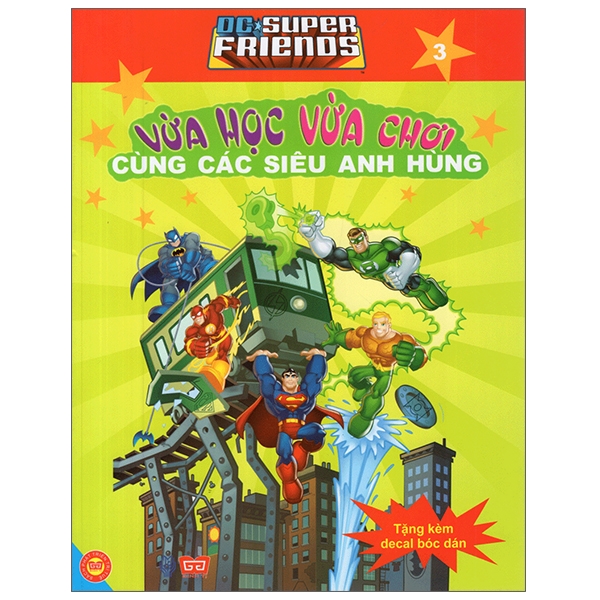 DC SUPER
FRIENDS
3
VỪA HỌC VỪA CHƠI
CÙNG CÁC SIÊU ANH HÙNG
Tặng kèm
decal bóc dán